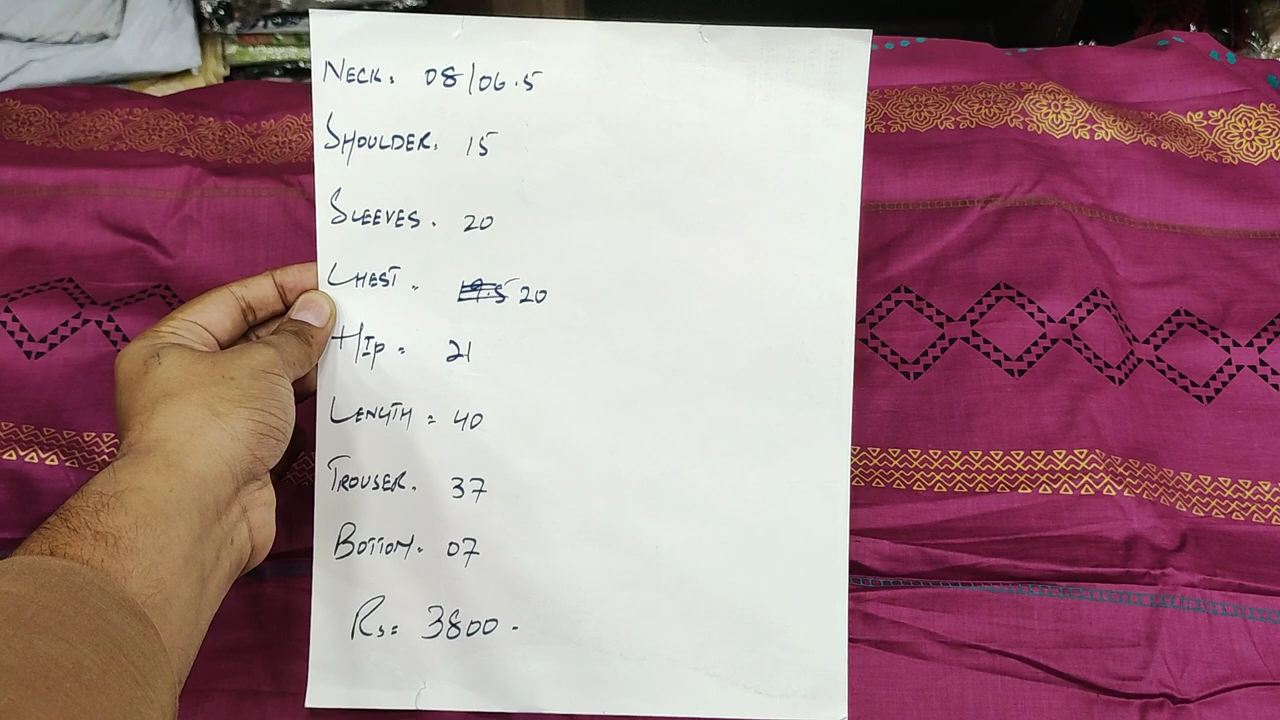 NECK. 08/06.5
SHOULDER. 15
SLEEVES. 20
CHEST. 20
HIP. 21
LENGTH = 40
TROUSER. 37
BOTTOM. 07
Rs= 3800.